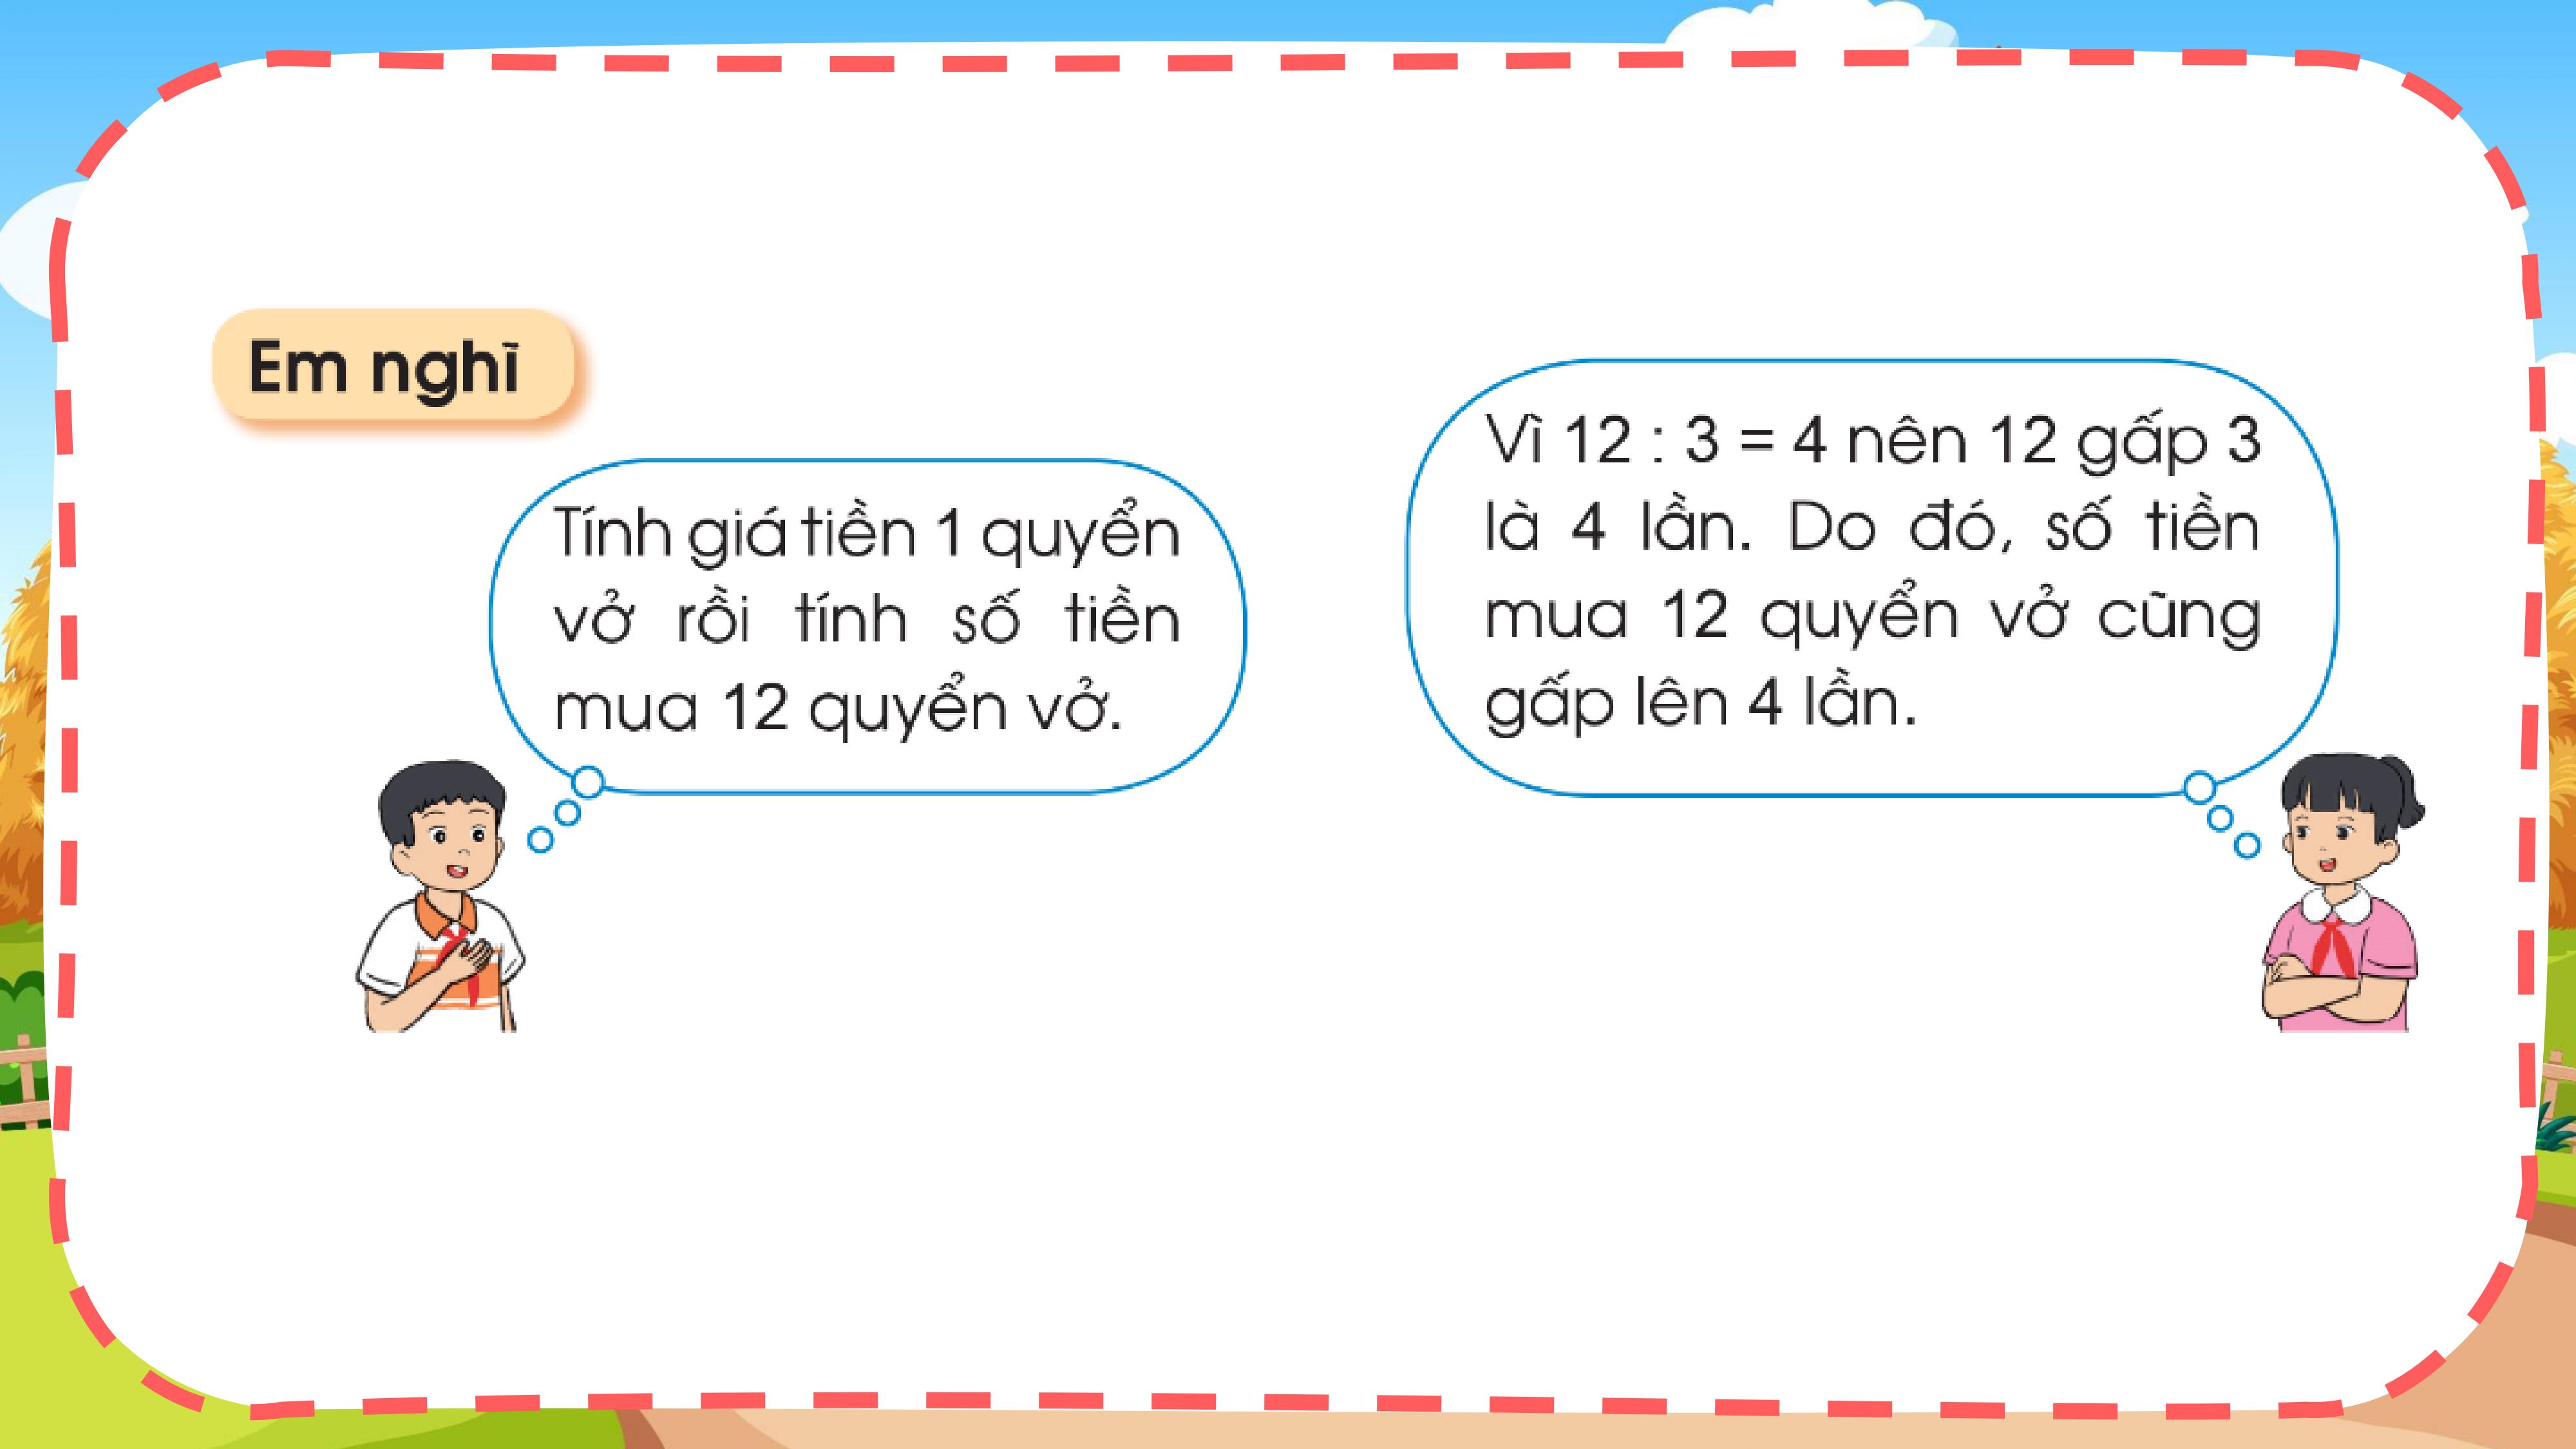 Em nghĩ
Tính giá tiền 1 quyển
vở rồi tính số tiền
mua 12 quyển vở.
Vì 12 : 3 = 4 nên 12 gấp 3
là 4 lần. Do đó, số tiền
mua 12 quyển vở cũng
gấp lên 4 lần.